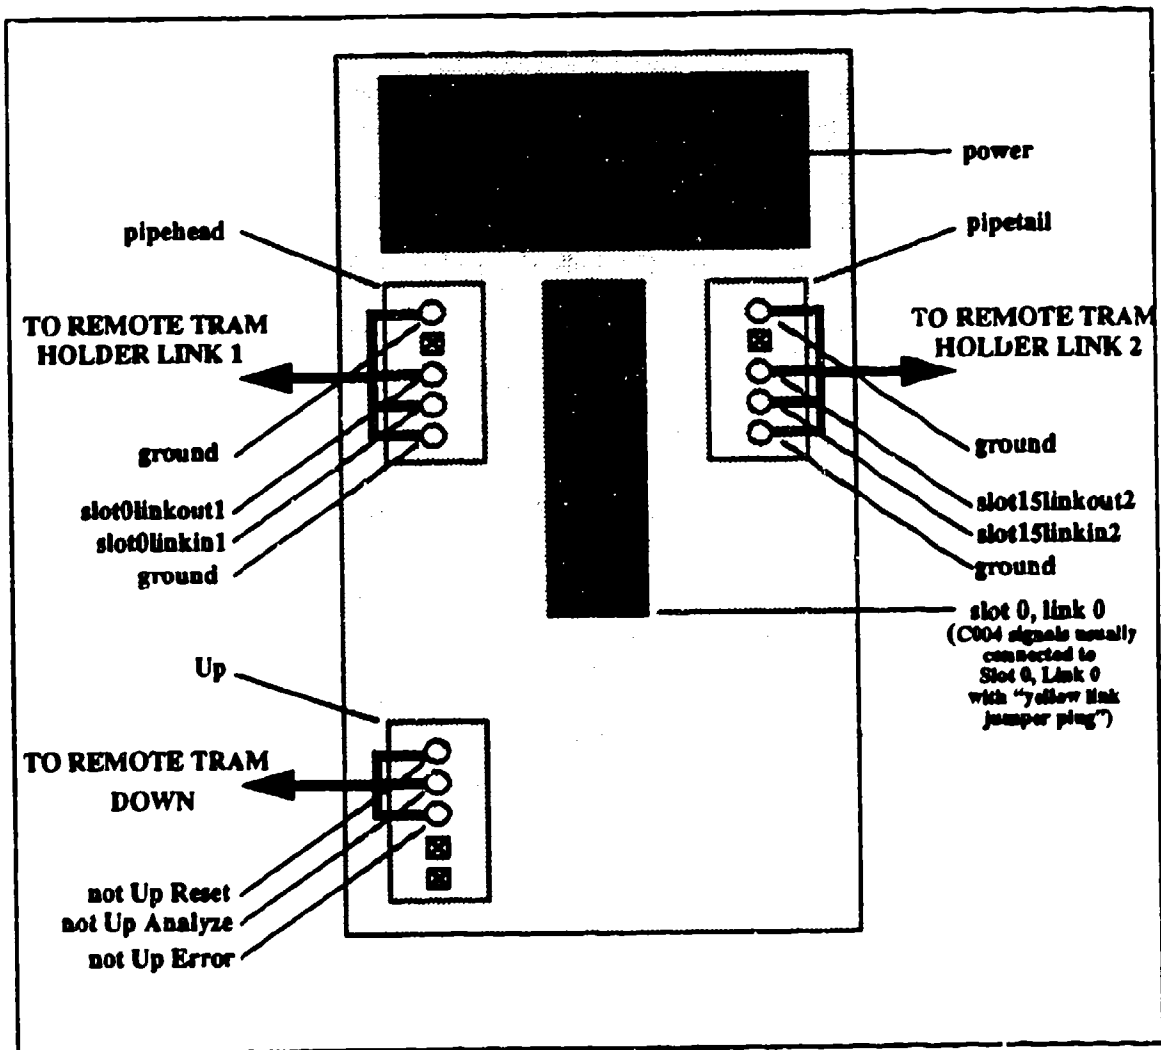 power
pipehead
pipetail
TO REMOTE TRAM
HOLDER LINK 1
TO REMOTE TRAM
HOLDER LINK 2
ground
slot0linkout1
slot0linkin1
ground
ground
slot15linkout2
slot15linkin2
ground
slot 0, link 0
(C004 signals usually
connected to
Slot 0, Link 0
with "yellow link
jumper plug")
Up
TO REMOTE TRAM
DOWN
not Up Reset
not Up Analyze
not Up Error